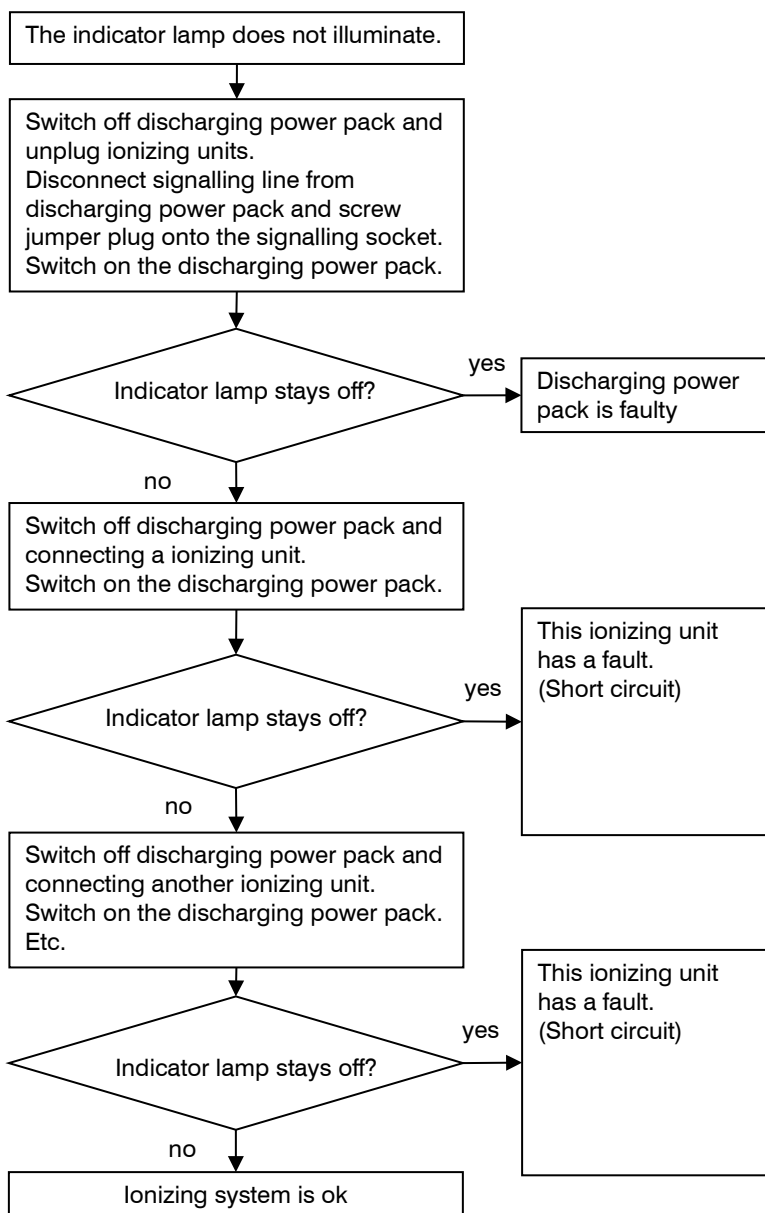 The indicator lamp does not illuminate.
Switch off discharging power pack and
unplug ionizing units.
Disconnect signalling line from
discharging power pack and screw
jumper plug onto the signalling socket.
Switch on the discharging power pack.
Indicator lamp stays off?
yes
Discharging power
pack is faulty
no
Switch off discharging power pack and
connecting a ionizing unit.
Switch on the discharging power pack.
Indicator lamp stays off?
yes
This ionizing unit
has a fault.
(Short circuit)
no
Switch off discharging power pack and
connecting another ionizing unit.
Switch on the discharging power pack.
Etc.
Indicator lamp stays off?
yes
This ionizing unit
has a fault.
(Short circuit)
no
Ionizing system is ok